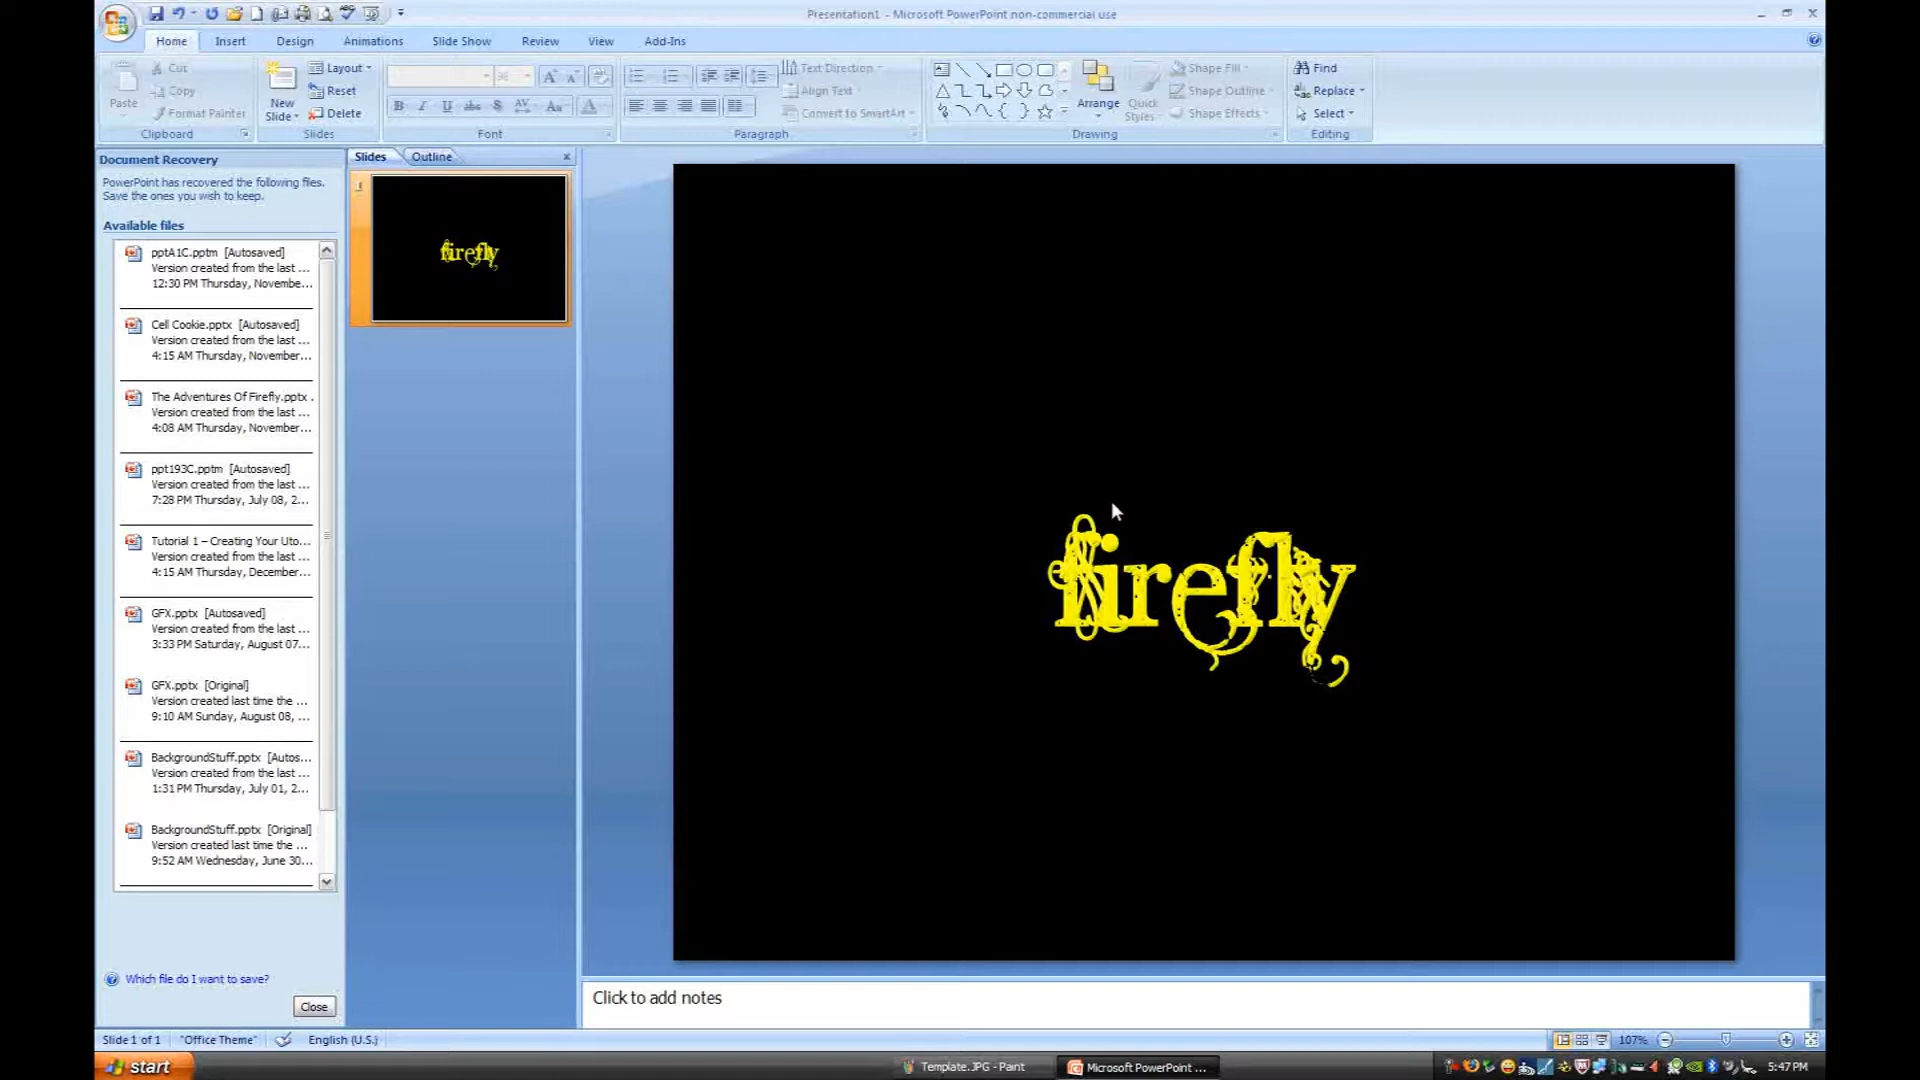 Presentation1 - Microsoft PowerPoint non-commercial use
Home Insert Design Animations Slide Show Review View Add-Ins
Paste
Cut
Copy
Format Painter
Clipboard
New Slide
Layout
Reset
Delete
Slides
Font
Text Direction
Align Text
Convert to SmartArt
Paragraph
Arrange
Quick Styles
Shape Fill
Shape Outline
Shape Effects
Drawing
Find
Replace
Select
Editing
Document Recovery
PowerPoint has recovered the following files.
Save the ones you wish to keep.
Available files
pptA1C.pptm [Autosaved]
Version created from the last ...
12:30 PM Thursday, Novembe...
Cell Cookie.pptx [Autosaved]
Version created from the last ...
4:15 AM Thursday, November...
The Adventures Of Firefly.pptx .
Version created from the last ...
4:08 AM Thursday, November...
ppt193C.pptm [Autosaved]
Version created from the last ...
7:28 PM Thursday, July 08, 2...
Tutorial 1 – Creating Your Uto...
Version created from the last ...
4:15 AM Thursday, December...
GFX.pptx [Autosaved]
Version created from the last ...
3:33 PM Saturday, August 07...
GFX.pptx [Original]
Version created last time the ...
9:10 AM Sunday, August 08, ...
BackgroundStuff.pptx [Autos...
Version created from the last ...
1:31 PM Thursday, July 01, 2...
BackgroundStuff.pptx [Original]
Version created last time the ...
9:52 AM Wednesday, June 30...
Which file do I want to save?
Close
Slides Outline
1
firefly
firefly
Click to add notes
Slide 1 of 1 "Office Theme" English (U.S.) 107%
start Template.JPG - Paint Microsoft PowerPoint ... 5:47 PM